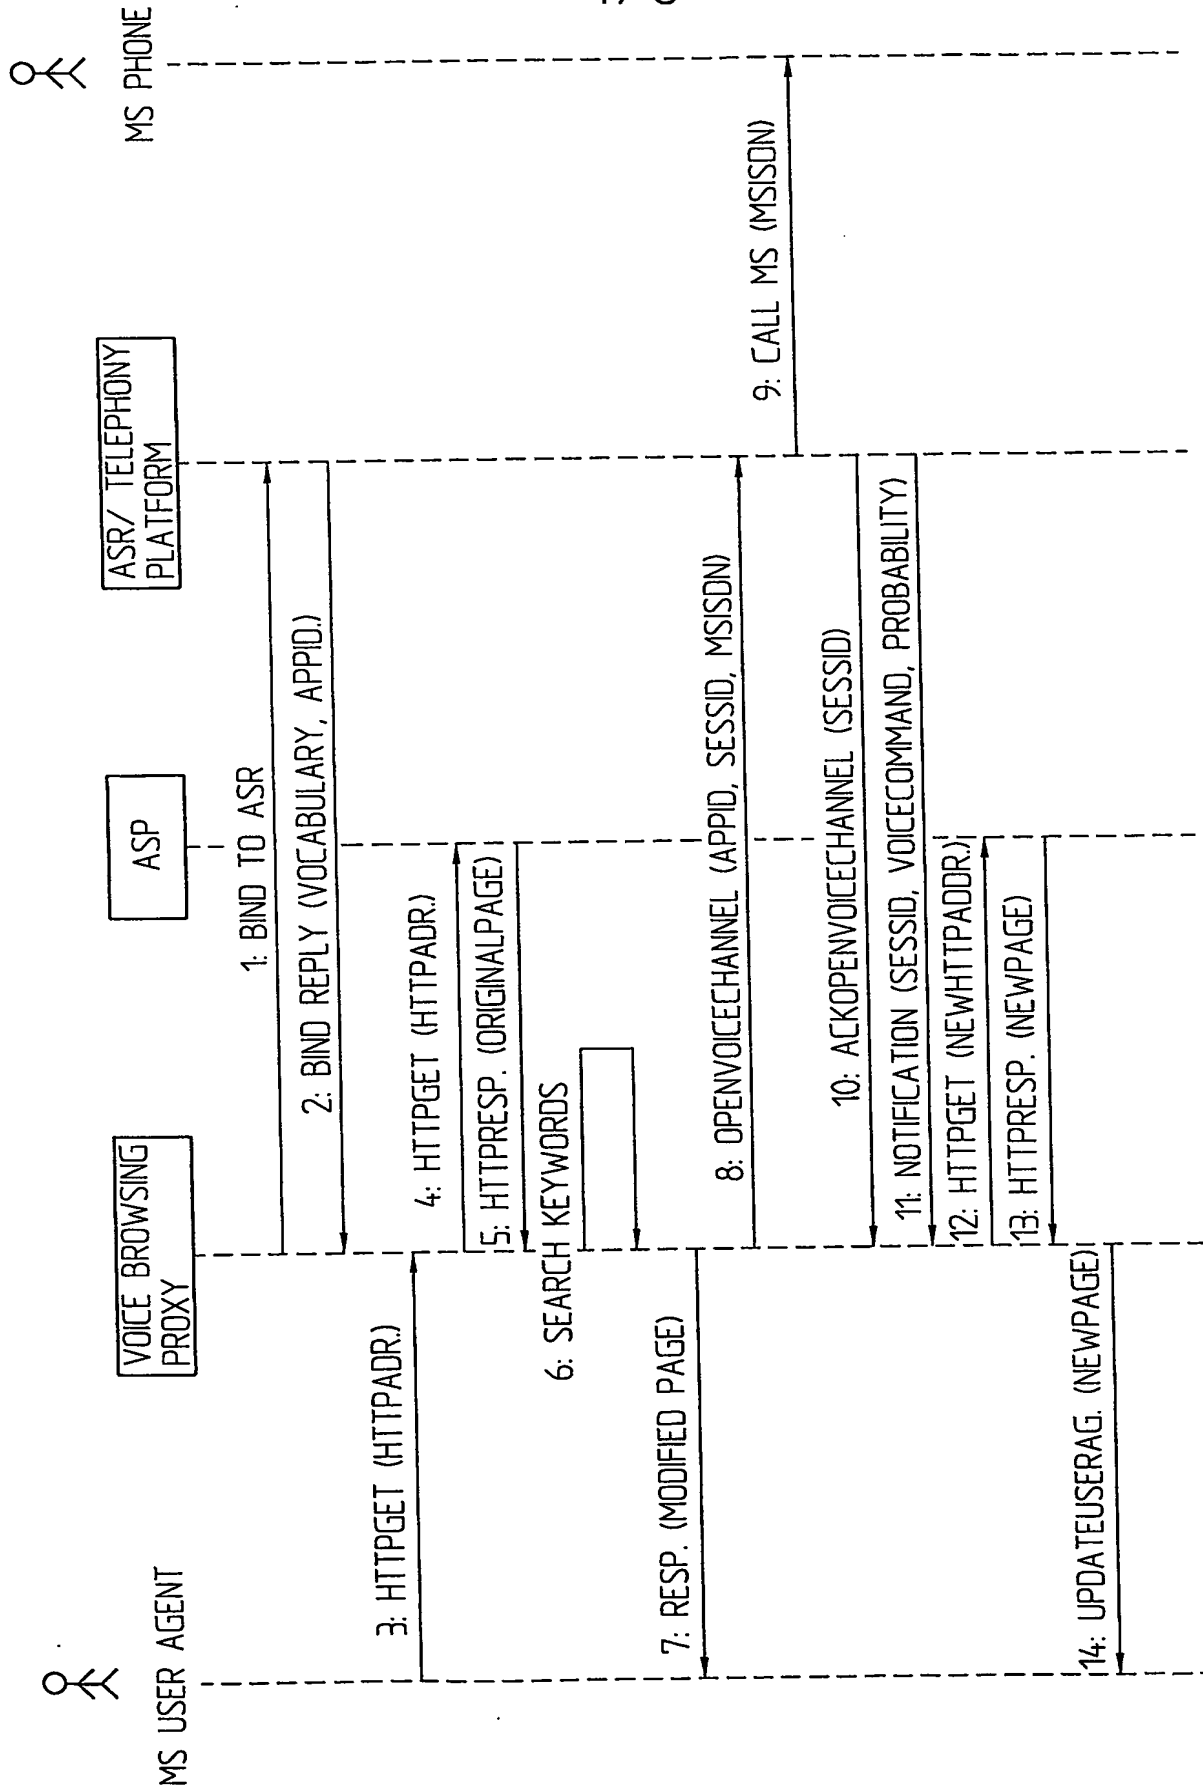 MS USER AGENT
VOICE BROWSING
PROXY
ASP
ASR/ TELEPHONY
PLATFORM
MS PHONE
1: BIND TO ASR
2: BIND REPLY (VOCABULARY, APPID.)
3: HTTPGET (HTTPADR.)
4: HTTPGET (HTTPADR.)
5: HTTPRESP. (ORIGINALPAGE)
6: SEARCH KEYWORDS
7: RESP. (MODIFIED PAGE)
8: OPENVOICECHANNEL (APPID, SESSID, MSISDN)
9: CALL MS (MSISDN)
10: ACKOPENVOICECHANNEL (SESSID)
11: NOTIFICATION (SESSID, VOICECOMMAND, PROBABILITY)
12: HTTPGET (NEWHTTPADDR.)
13: HTTPRESP. (NEWPAGE)
14: UPDATEUSERAG. (NEWPAGE)